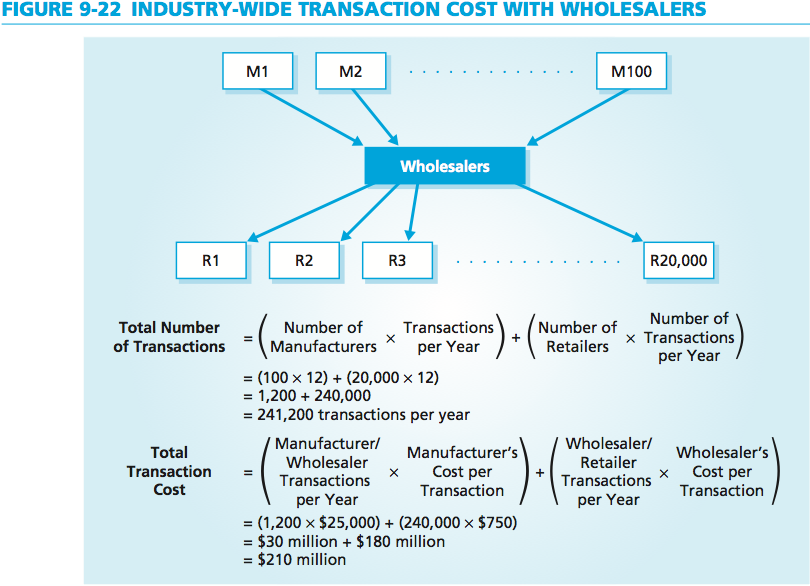 FIGURE 9-22 INDUSTRY-WIDE TRANSACTION COST WITH WHOLESALERS
M1
M2
M100
Wholesalers
R1
R2
R3
R20,000
Total Number
of Transactions
= (Number of
Manufacturers × Transactions
per Year) + (Number of
Retailers × Number of
Transactions
per Year)
= (100 × 12) + (20,000 × 12)
= 1,200 + 240,000
= 241,200 transactions per year
Total
Transaction
Cost
= (Manufacturer/
Wholesaler
Transactions
per Year × Manufacturer's
Cost per
Transaction) + (Wholesaler/
Retailer
Transactions
per Year × Wholesaler's
Cost per
Transaction)
= (1,200 × $25,000) + (240,000 × $750)
= $30 million + $180 million
= $210 million